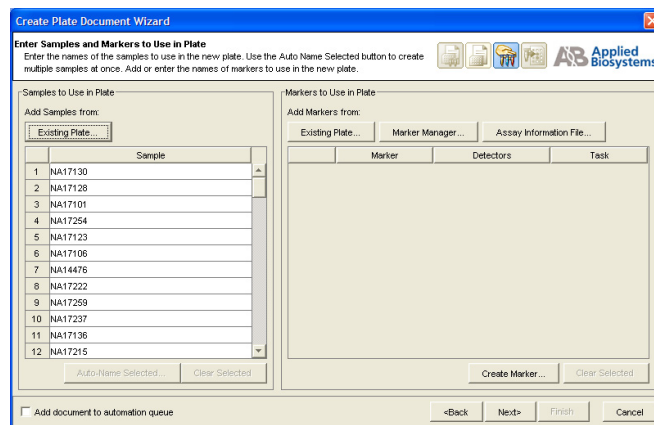 Create Plate Document Wizard
Enter Samples and Markers to Use in Plate
Enter the names of the samples to use in the new plate. Use the Auto Name Selected button to create
multiple samples at once. Add or enter the names of markers to use in the new plate.
AB Applied
Biosystems
Samples to Use in Plate
Add Samples from:
Existing Plate...
Sample
1 NA17130
2 NA17128
3 NA17101
4 NA17254
5 NA17123
6 NA17106
7 NA14476
8 NA17222
9 NA17259
10 NA17237
11 NA17136
12 NA17215
Auto-Name Selected... Clear Selected
Markers to Use in Plate
Add Markers from:
Existing Plate... Marker Manager... Assay Information File...
Marker Detectors Task
Create Marker... Clear Selected
Add document to automation queue
<Back Next> Finish Cancel